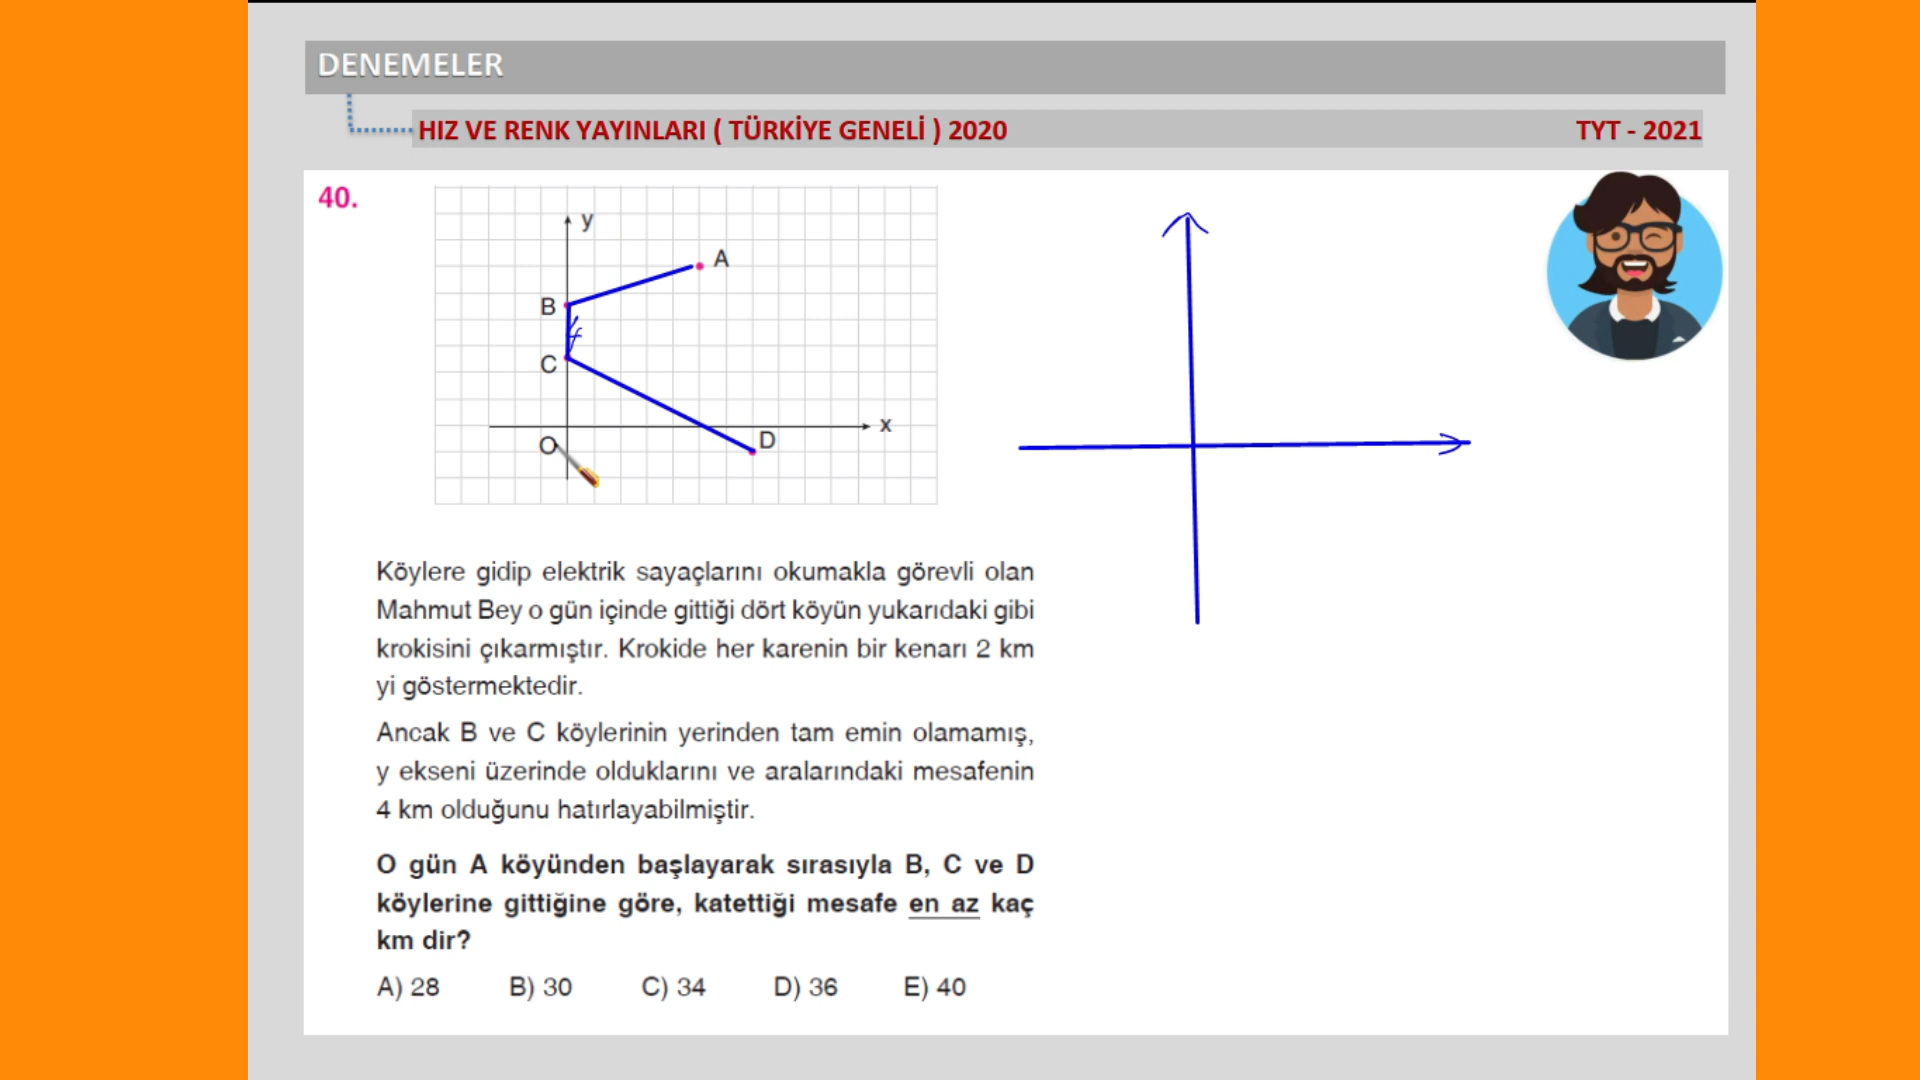 DENEMELER
HIZ VE RENK YAYINLARI ( TÜRKİYE GENELİ ) 2020 TYT - 2021
40.
y
A
B
C
x
D
O
Köylere gidip elektrik sayaçlarını okumakla görevli olan
Mahmut Bey o gün içinde gittiği dört köyün yukarıdaki gibi
krokisini çıkarmıştır. Krokide her karenin bir kenarı 2 km
yi göstermektedir.
Ancak B ve C köylerinin yerinden tam emin olamamış,
y ekseni üzerinde olduklarını ve aralarındaki mesafenin
4 km olduğunu hatırlayabilmiştir.
O gün A köyünden başlayarak sırasıyla B, C ve D
köylerine gittiğine göre, katettiği mesafe en az kaç
km dir?
A) 28 B) 30 C) 34 D) 36 E) 40